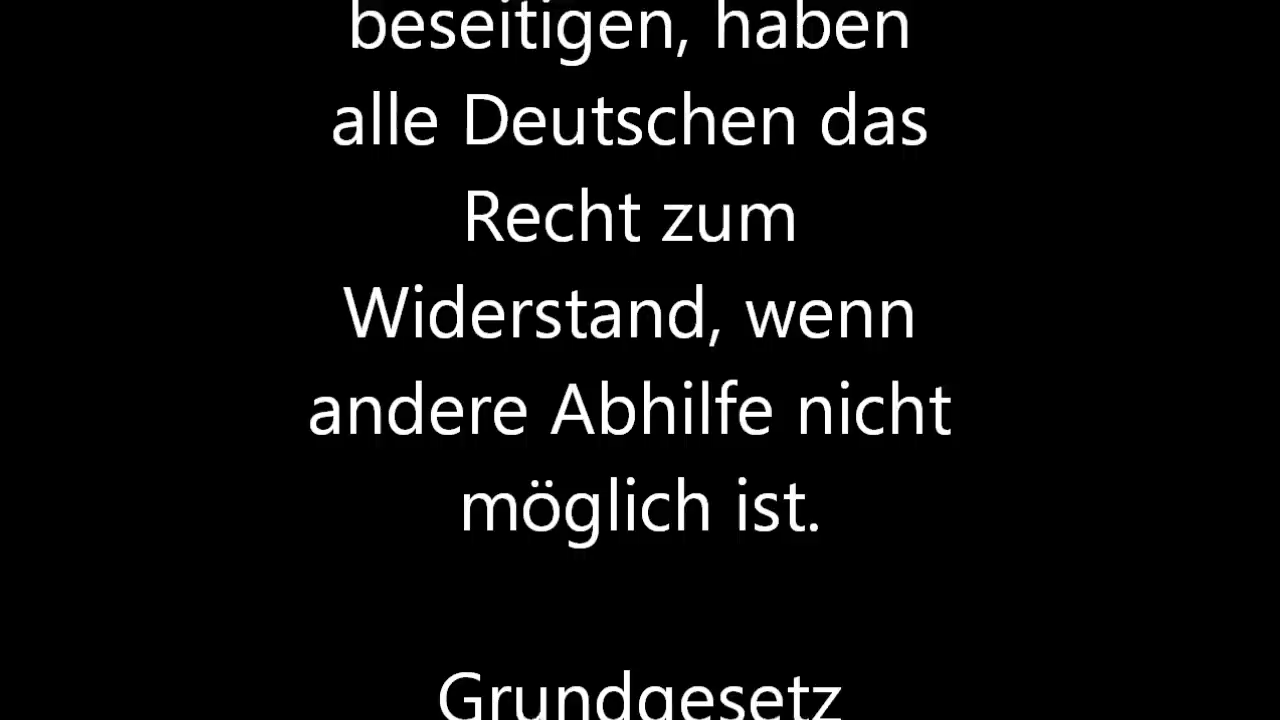 beseitigen, haben
alle Deutschen das
Recht zum
Widerstand, wenn
andere Abhilfe nicht
möglich ist.
Grundgesetz